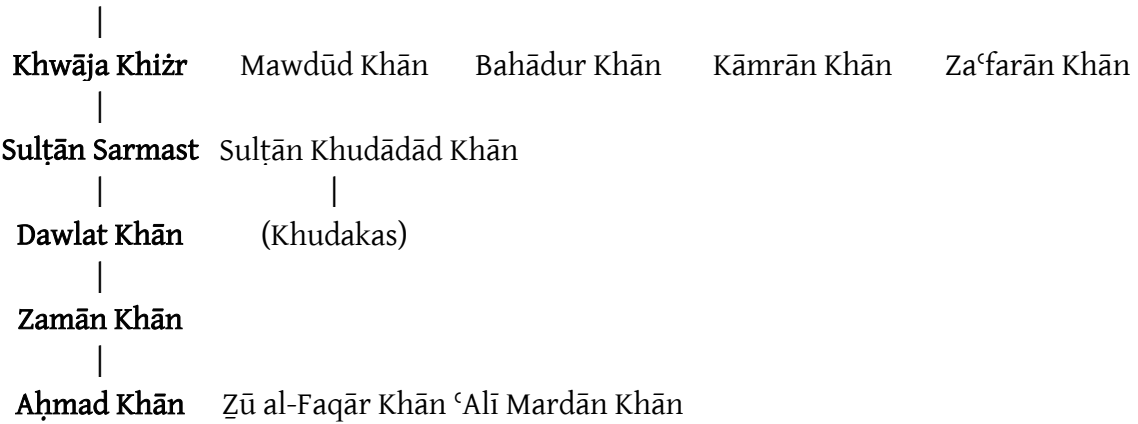 Khwāja Khiżr Mawdūd Khān Bahādur Khān Kāmrān Khān Zaʿfarān Khān
Sulṭān Sarmast Sulṭān Khudādād Khān
Dawlat Khān (Khudakas)
Zamān Khān
Aḥmad Khān Ẕū al-Faqār Khān ʿAlī Mardān Khān